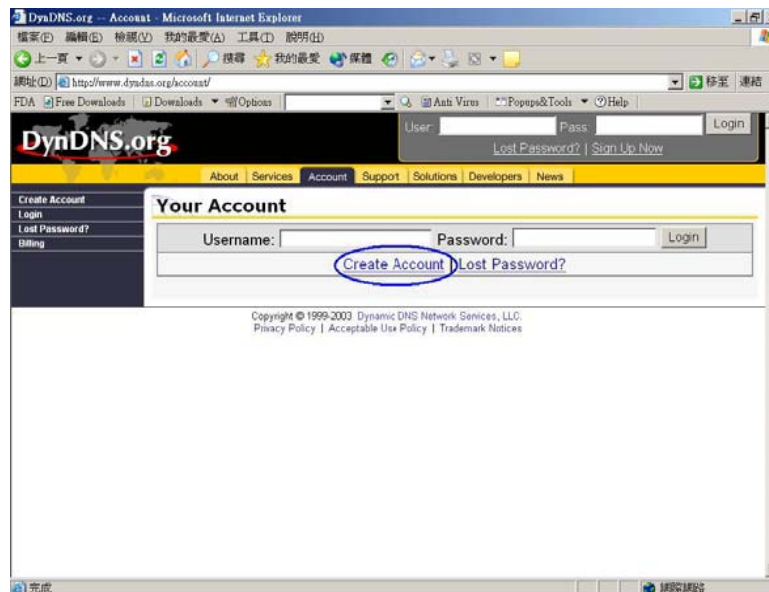 DynDNS.org -- Account - Microsoft Internet Explorer
檔案(F) 編輯(E) 檢視(V) 我的最愛(A) 工具(T) 說明(H)
上一頁 搜尋 我的最愛 媒體
網址(D) http://www.dyndns.org/account/ 移至 連結
FDA Free Downloads Downloads Options Anti Virus Popups&Tools Help
User: Pass: Login
DynDNS.org
Lost Password? | Sign Up Now
About Services Account Support Solutions Developers News
Create Account
Login
Lost Password?
Billing
Your Account
Username: Password: Login
Create Account | Lost Password?
Copyright © 1999-2003 Dynamic DNS Network Services, LLC.
Privacy Policy | Acceptable Use Policy | Trademark Notices
完成 網際網路